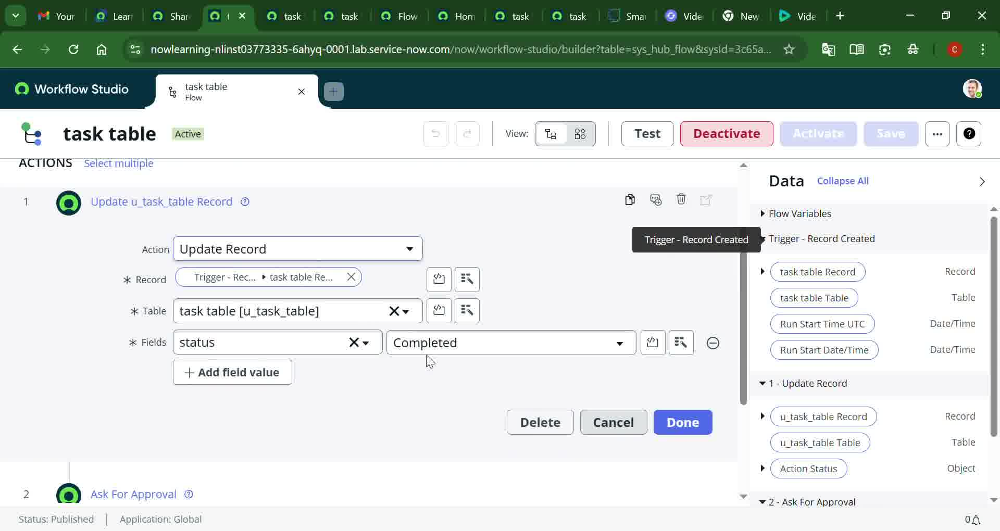 Your
Lear
Shar
t
task
task
Flow
Hom
task
task
Smar
Vide
New
Vide
nowlearning-nlinst03773335-6ahyq-0001.lab.service-now.com/now/workflow-studio/builder?table=sys_hub_flow&sysId=3c65a...
C
Workflow Studio
task table
Flow
task table
Active
View:
Test
Deactivate
Activate
Save
ACTIONS Select multiple
1
Update u_task_table Record
Action
Update Record
* Record
Trigger - Rec... task table Re...
* Table
task table [u_task_table]
* Fields
status
Completed
+ Add field value
Delete
Cancel
Done
2
Ask For Approval
Data
Collapse All
Flow Variables
Trigger - Record Created
Trigger - Record Created
task table Record Record
task table Table Table
Run Start Time UTC Date/Time
Run Start Date/Time Date/Time
1 - Update Record
u_task_table Record Record
u_task_table Table Table
Action Status Object
2 - Ask For Approval
Status: Published
Application: Global
0